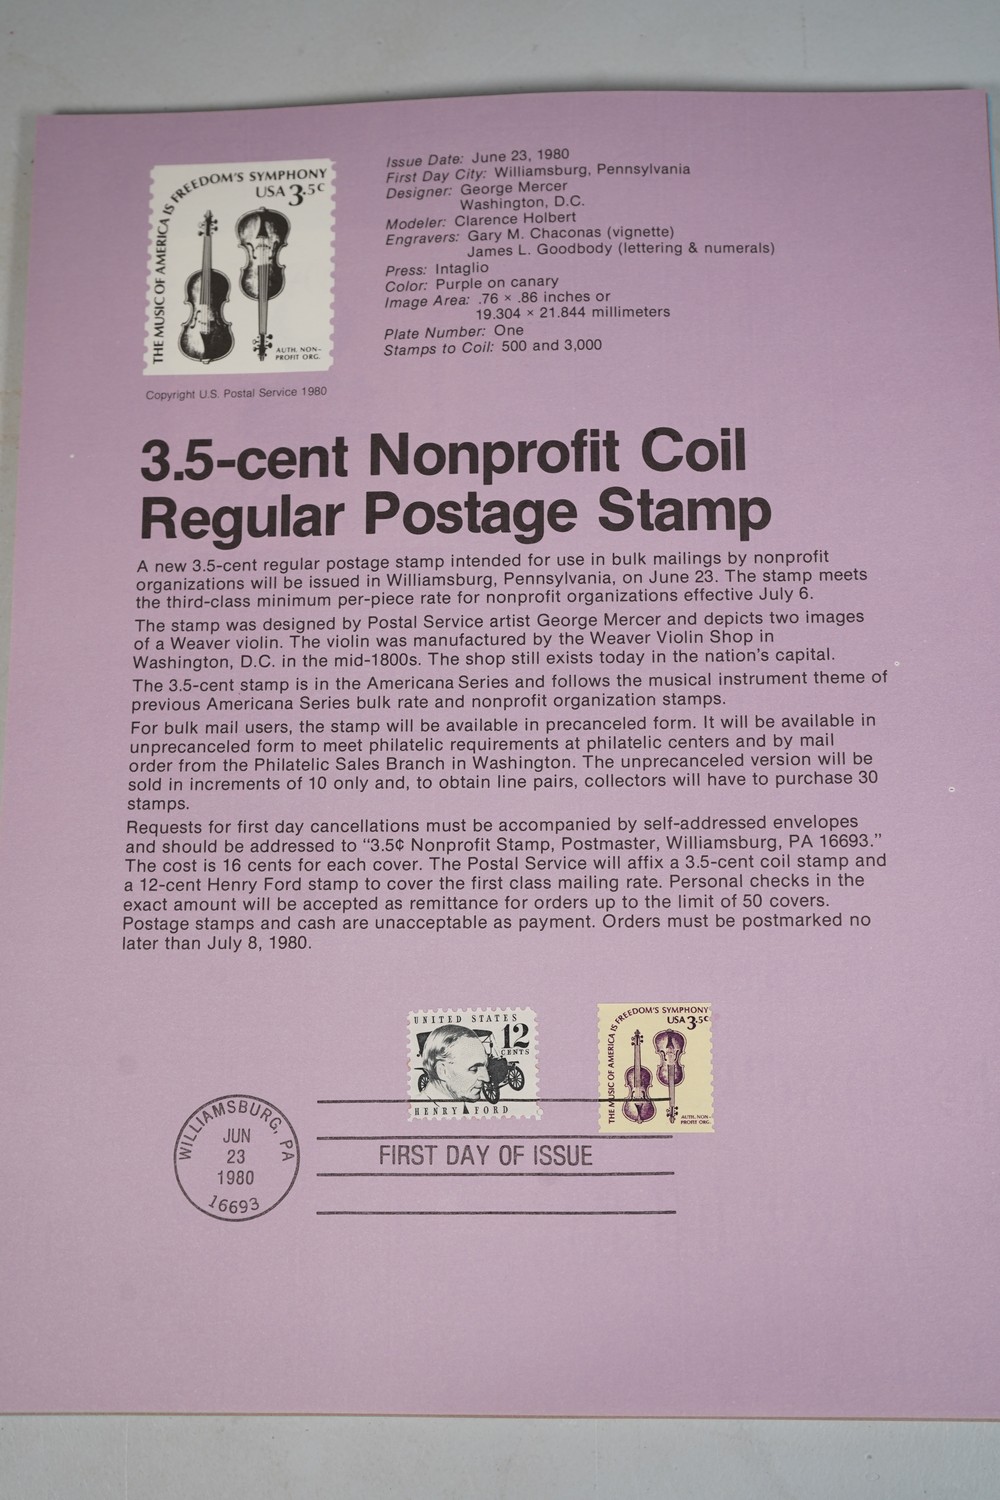 THE MUSIC OF AMERICA IS FREEDOM'S SYMPHONY
USA 3.5c
AUTH. NON-
PROFIT ORG.
Copyright U.S. Postal Service 1980
Issue Date: June 23, 1980
First Day City: Williamsburg, Pennsylvania
Designer: George Mercer
Washington, D.C.
Modeler: Clarence Holbert
Engravers: Gary M. Chaconas (vignette)
James L. Goodbody (lettering & numerals)
Press: Intaglio
Color: Purple on canary
Image Area: .76 × .86 inches or
19.304 × 21.844 millimeters
Plate Number: One
Stamps to Coil: 500 and 3,000
3.5-cent Nonprofit Coil
Regular Postage Stamp
A new 3.5-cent regular postage stamp intended for use in bulk mailings by nonprofit
organizations will be issued in Williamsburg, Pennsylvania, on June 23. The stamp meets
the third-class minimum per-piece rate for nonprofit organizations effective July 6.
The stamp was designed by Postal Service artist George Mercer and depicts two images
of a Weaver violin. The violin was manufactured by the Weaver Violin Shop in
Washington, D.C. in the mid-1800s. The shop still exists today in the nation's capital.
The 3.5-cent stamp is in the Americana Series and follows the musical instrument theme of
previous Americana Series bulk rate and nonprofit organization stamps.
For bulk mail users, the stamp will be available in precanceled form. It will be available in
unprecanceled form to meet philatelic requirements at philatelic centers and by mail
order from the Philatelic Sales Branch in Washington. The unprecanceled version will be
sold in increments of 10 only and, to obtain line pairs, collectors will have to purchase 30
stamps.
Requests for first day cancellations must be accompanied by self-addressed envelopes
and should be addressed to "3.5¢ Nonprofit Stamp, Postmaster, Williamsburg, PA 16693."
The cost is 16 cents for each cover. The Postal Service will affix a 3.5-cent coil stamp and
a 12-cent Henry Ford stamp to cover the first class mailing rate. Personal checks in the
exact amount will be accepted as remittance for orders up to the limit of 50 covers.
Postage stamps and cash are unacceptable as payment. Orders must be postmarked no
later than July 8, 1980.
UNITED STATES
12
CENTS
HENRY FORD
THE MUSIC OF AMERICA IS FREEDOM'S SYMPHONY
USA 3.5c
AUTH. NON-
PROFIT ORG.
WILLIAMSBURG, PA
JUN
23
1980
16693
FIRST DAY OF ISSUE